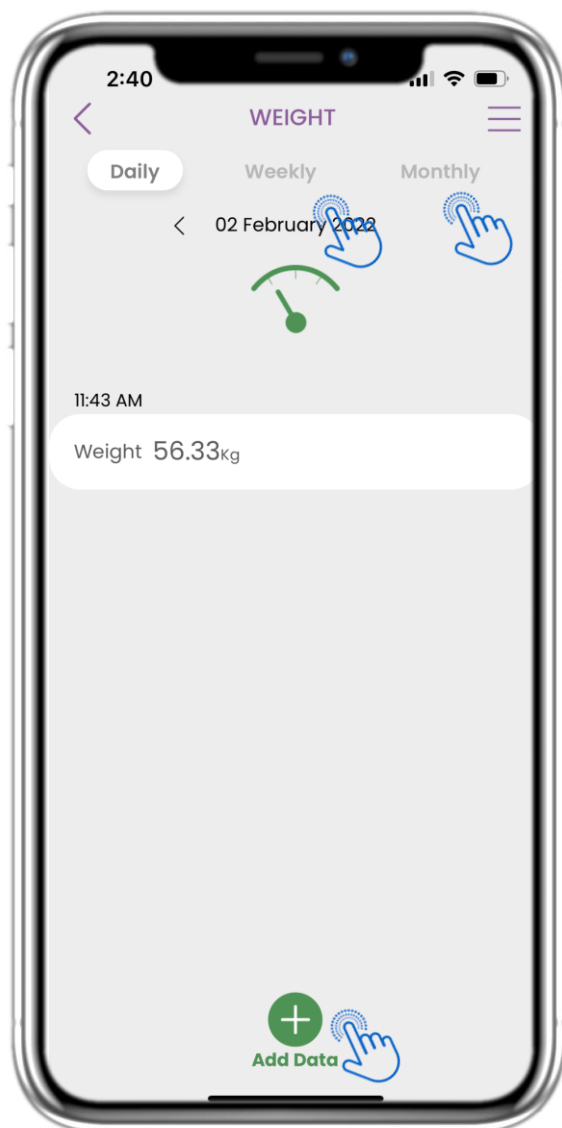 2:40
WEIGHT
Daily Weekly Monthly
02 February 2022
11:43 AM
Weight 56.33Kg
Add Data